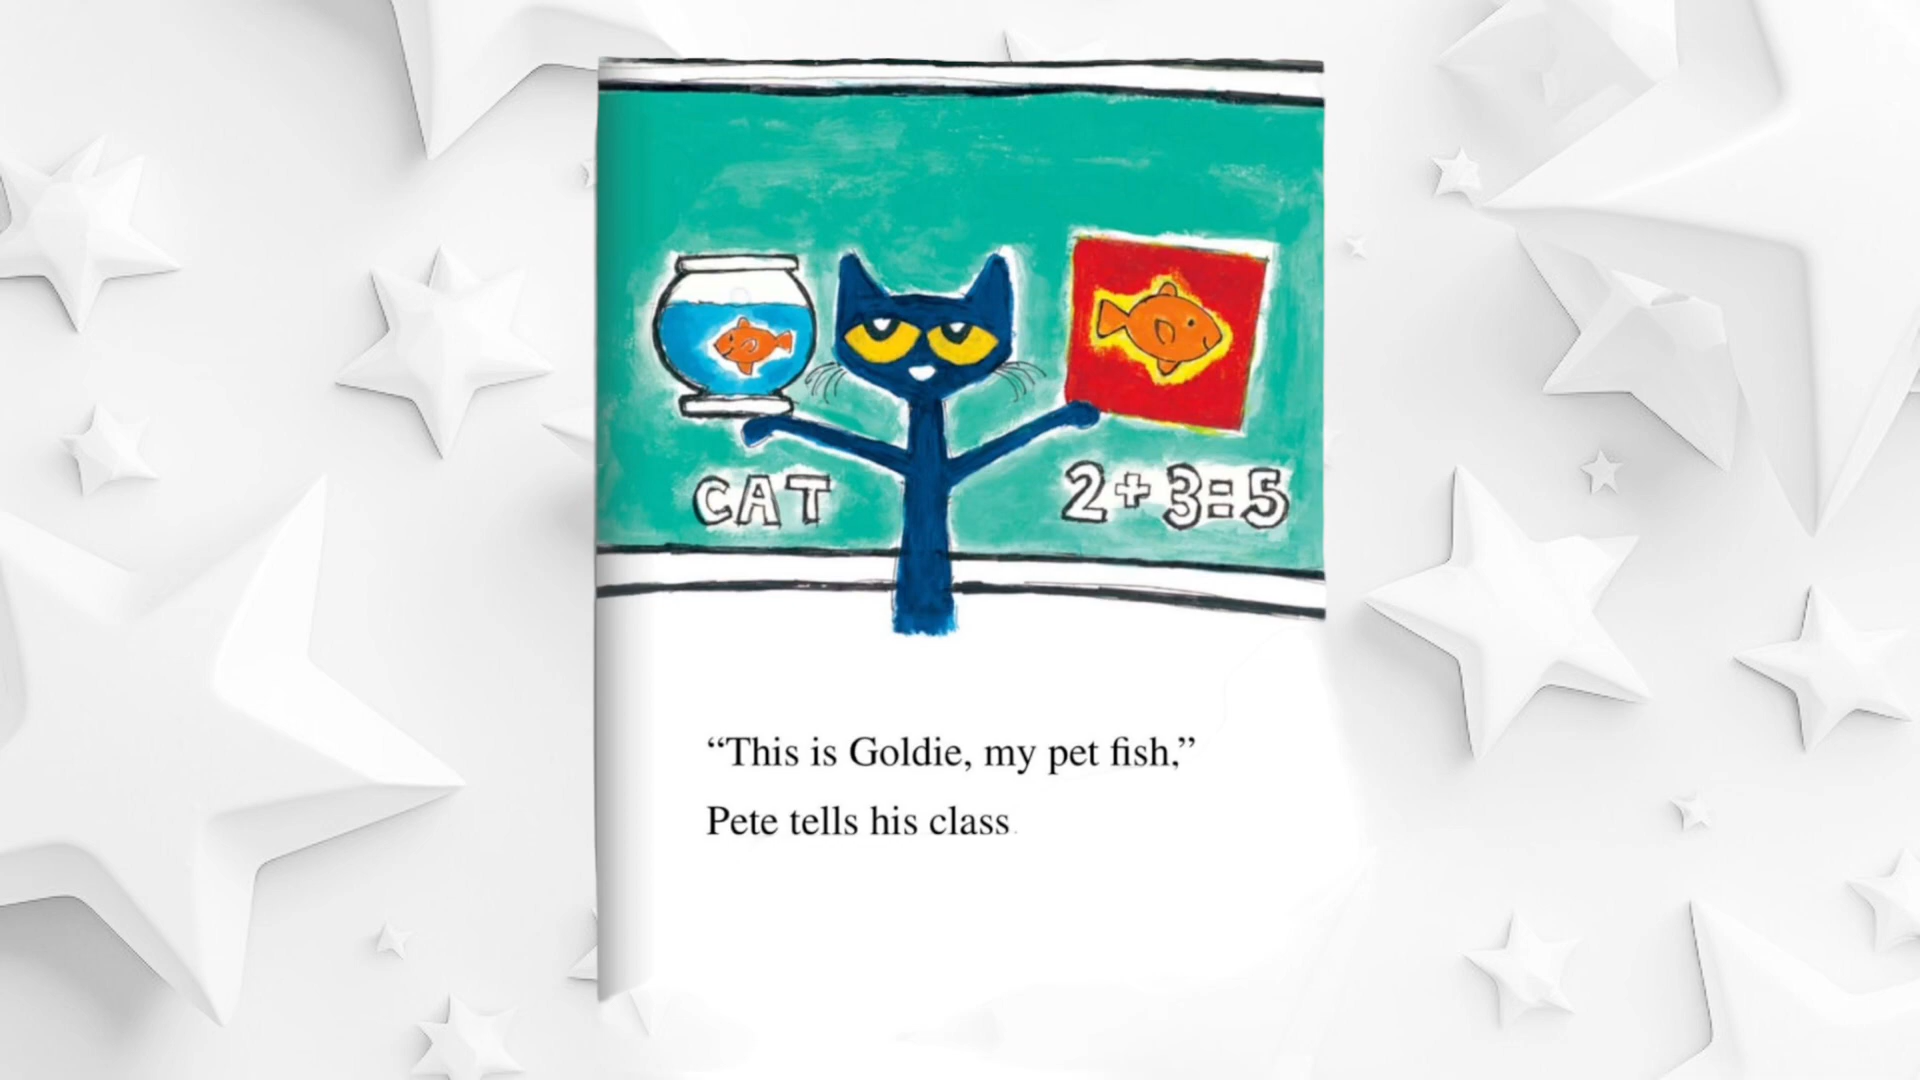 CAT
2+3=5
“This is Goldie, my pet fish,”
Pete tells his class.